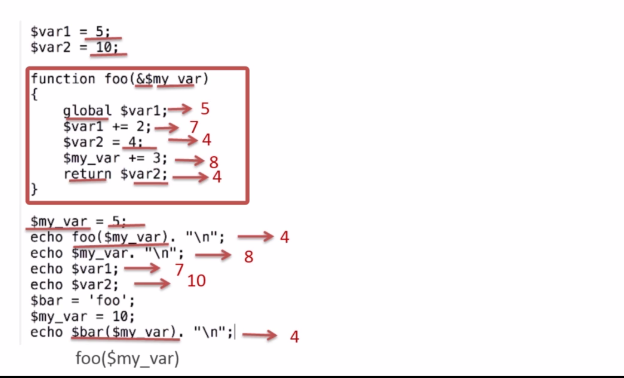 $var1 = 5;
$var2 = 10;
function foo(&$my_var)
{
global $var1; 5
$var1 += 2; 7
$var2 = 4; 4
$my_var += 3; 8
return $var2; 4
}
$my_var = 5;
echo foo($my_var). "\n"; 4
echo $my_var. "\n"; 8
echo $var1; 7
echo $var2; 10
$bar = 'foo';
$my_var = 10;
echo $bar($my_var). "\n"; 4
foo($my_var)